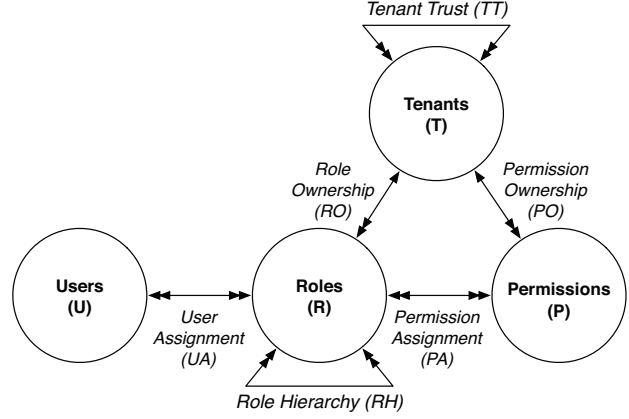 Tenant Trust (TT)
Tenants
(T)
Role
Ownership
(RO)
Permission
Ownership
(PO)
Users
(U)
Roles
(R)
Permissions
(P)
User
Assignment
(UA)
Permission
Assignment
(PA)
Role Hierarchy (RH)